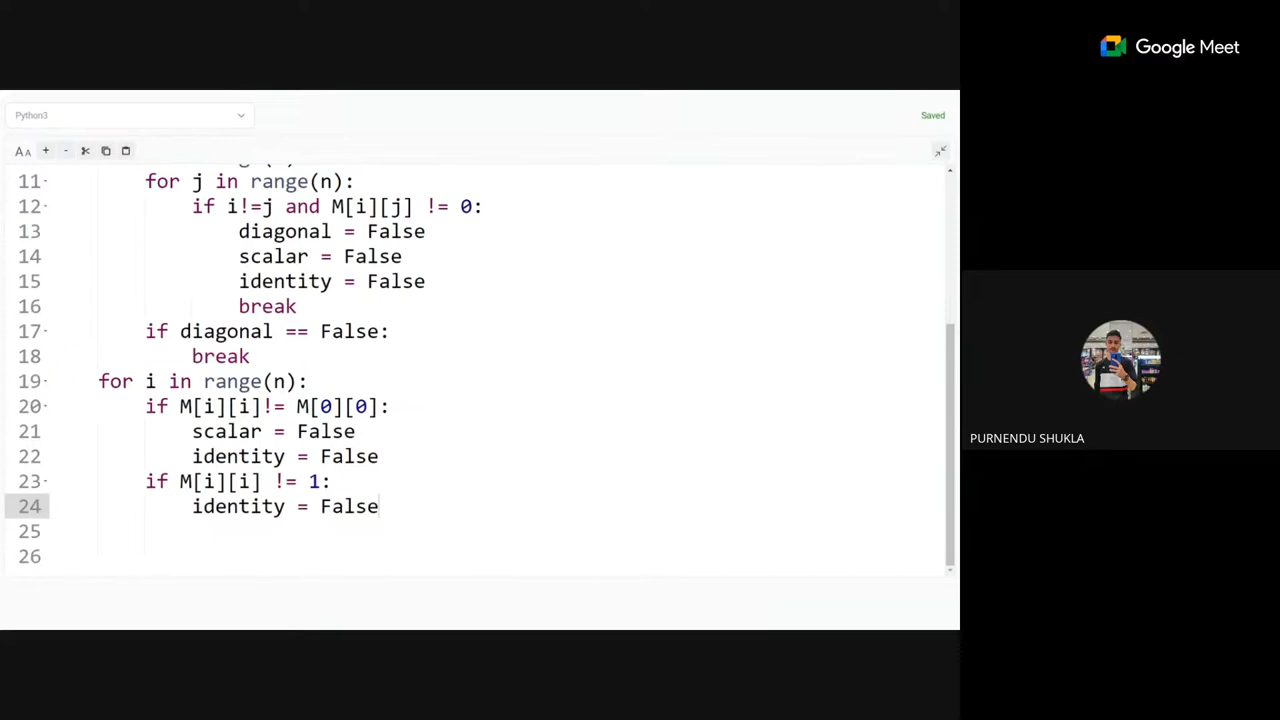 Google Meet
Python3
Saved
AA + -
11 for j in range(n):
12 if i!=j and M[i][j] != 0:
13 diagonal = False
14 scalar = False
15 identity = False
16 break
17 if diagonal == False:
18 break
19 for i in range(n):
20 if M[i][i]!= M[0][0]:
21 scalar = False
22 identity = False
23 if M[i][i] != 1:
24 identity = False
25
26
PURNENDU SHUKLA